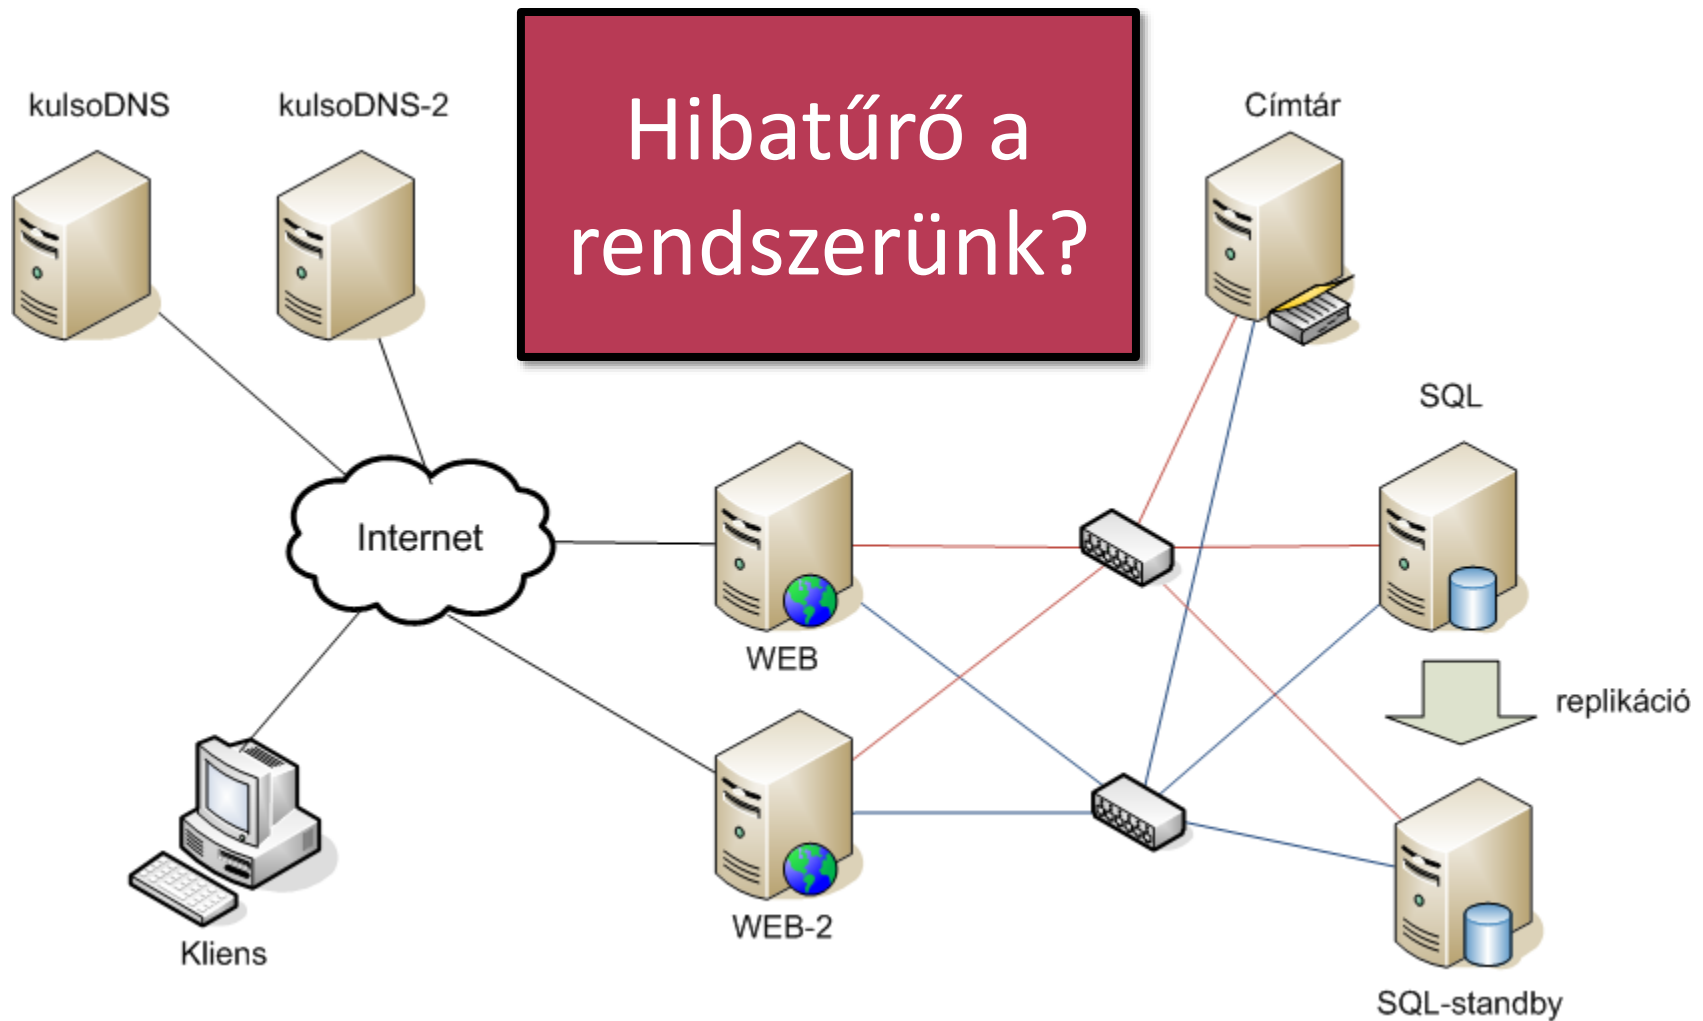 Hibatűrő a
rendszerünk?
kulsoDNS
kulsoDNS-2
Címtár
SQL
Internet
WEB
replikáció
WEB-2
Kliens
SQL-standby